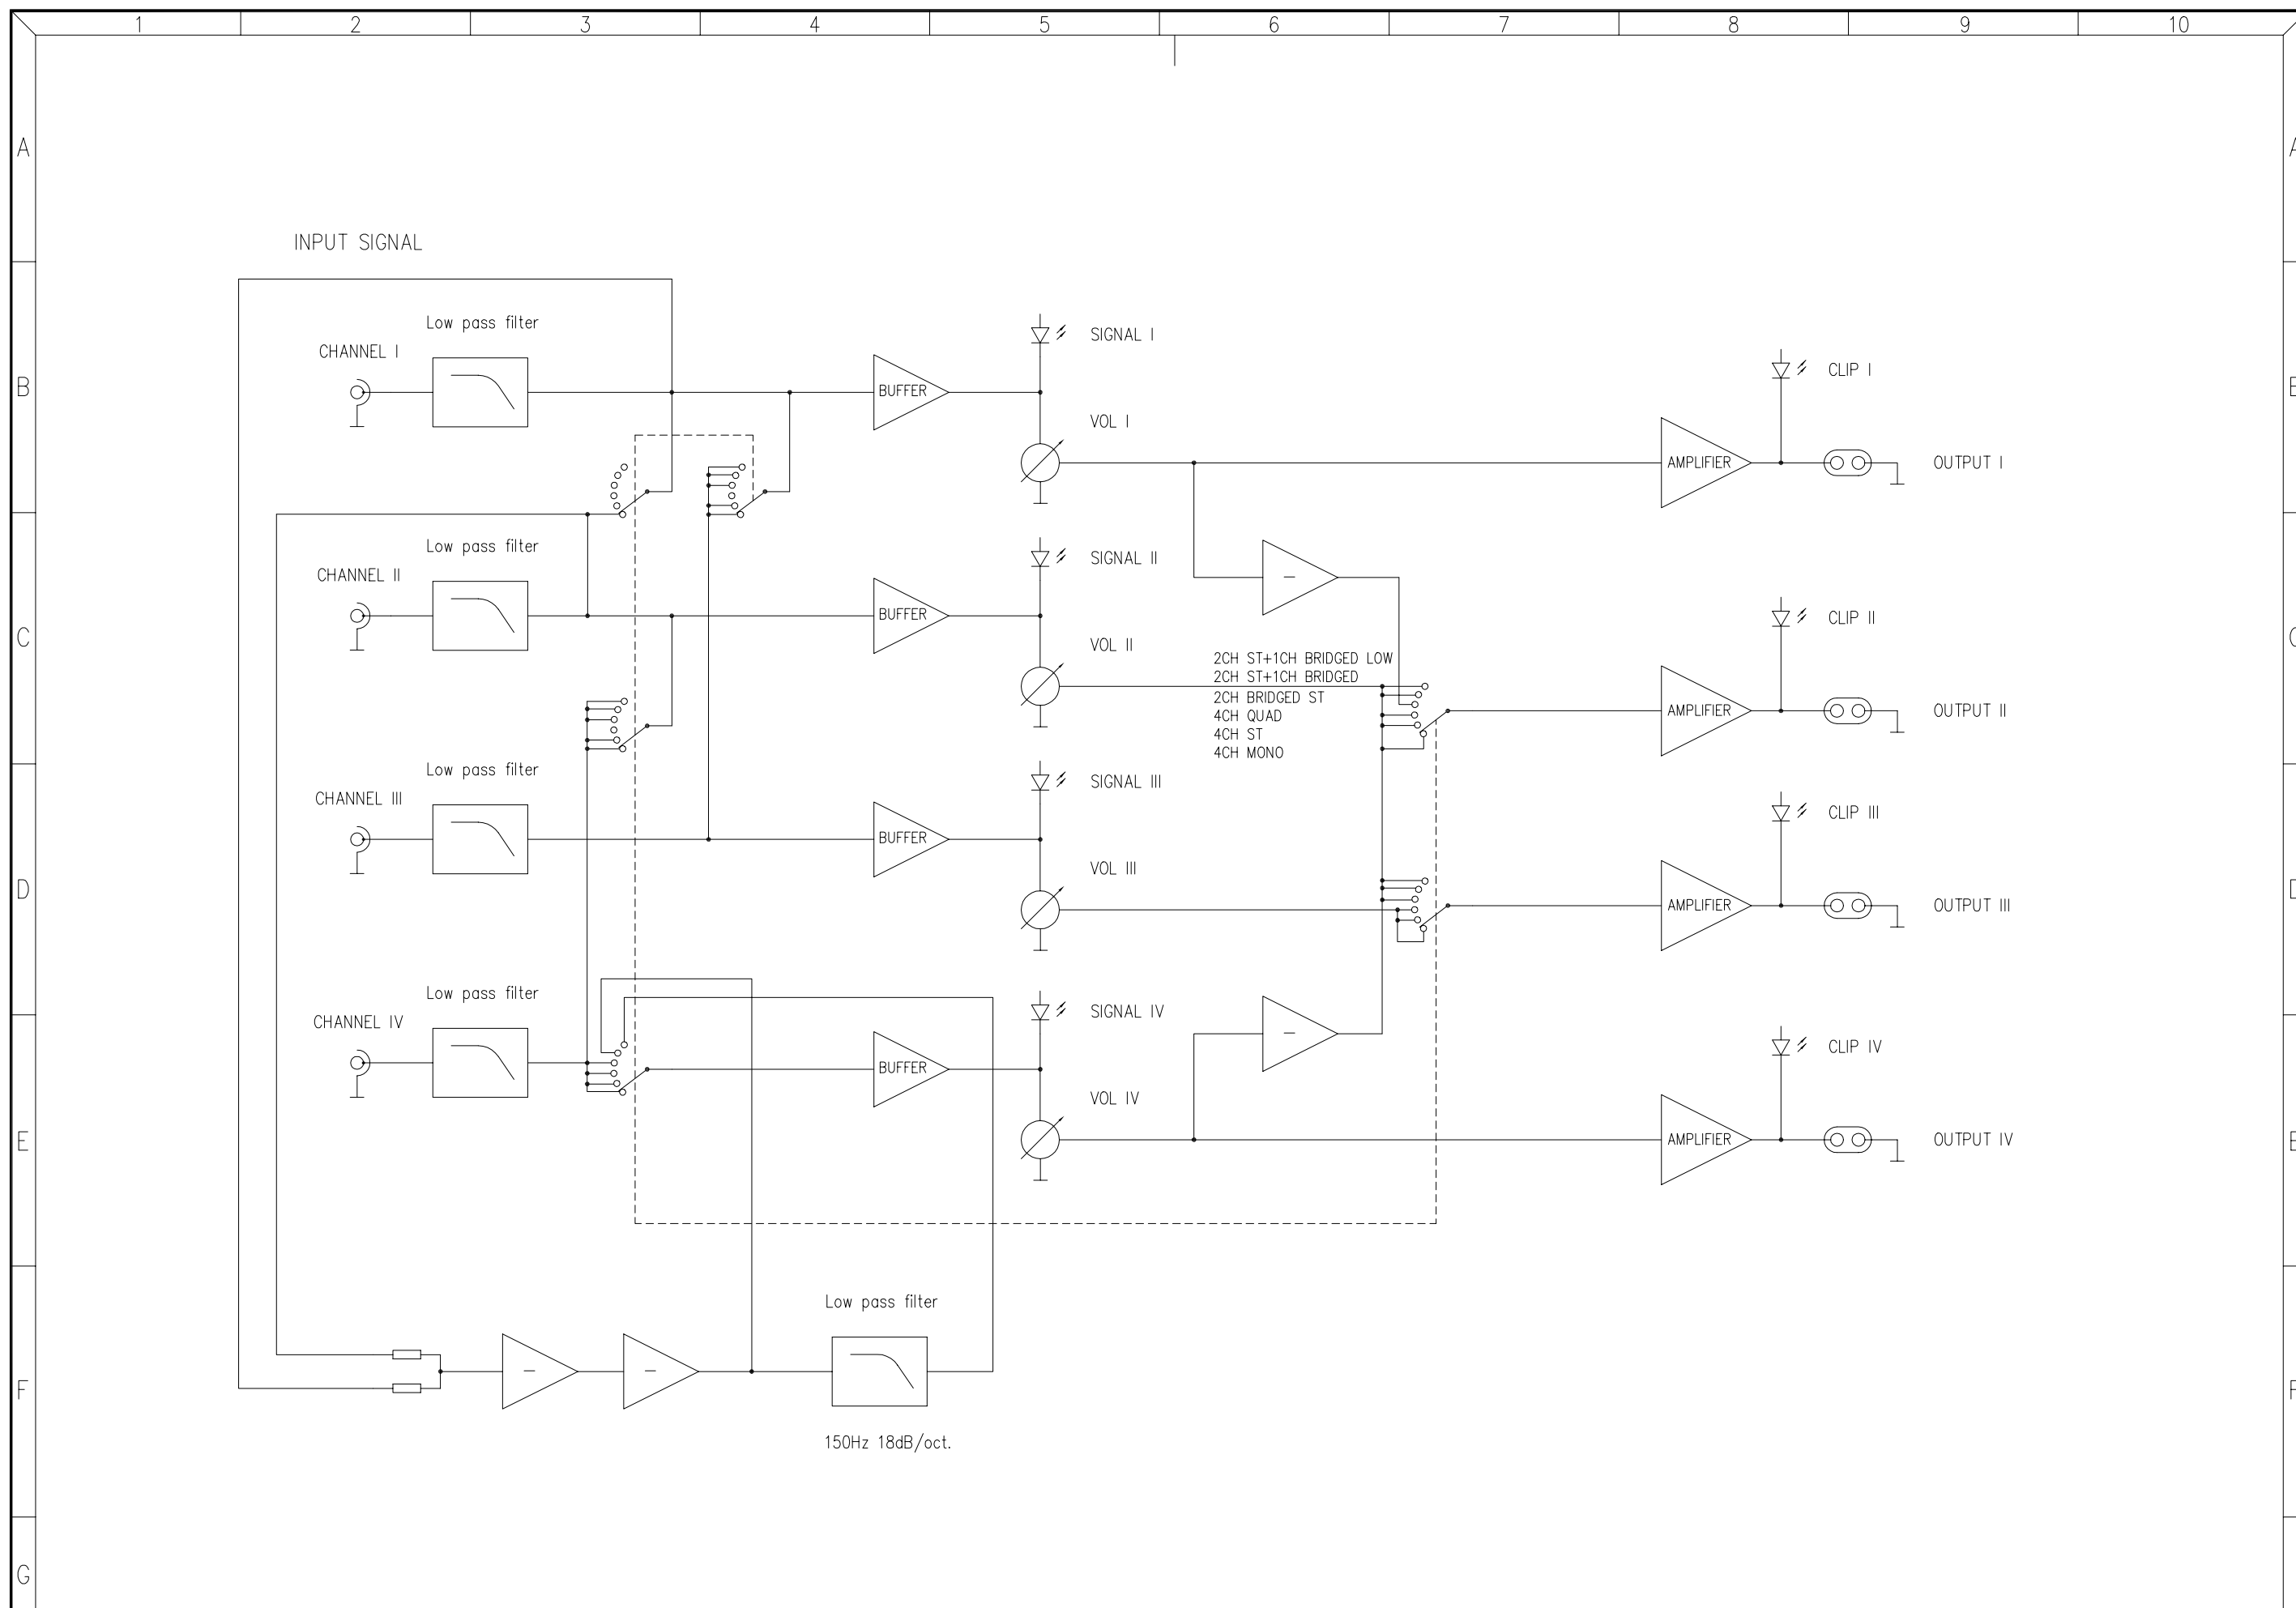 1 2 3 4 5 6 7 8 9 10
A A
INPUT SIGNAL
Low pass filter
SIGNAL I
CHANNEL I
CLIP I
B
BUFFER
VOL I
AMPLIFIER
OUTPUT I
Low pass filter
SIGNAL II
CHANNEL II
−
BUFFER
CLIP II
C
VOL II
2CH ST+1CH BRIDGED LOW
2CH ST+1CH BRIDGED
2CH BRIDGED ST
4CH QUAD
4CH ST
4CH MONO
AMPLIFIER
OUTPUT II
Low pass filter
SIGNAL III
CHANNEL III
CLIP III
BUFFER
VOL III
D
AMPLIFIER
OUTPUT III
Low pass filter
SIGNAL IV
CHANNEL IV
−
CLIP IV
BUFFER
VOL IV
E
AMPLIFIER
OUTPUT IV
Low pass filter
− −
F
150Hz 18dB/oct.
G